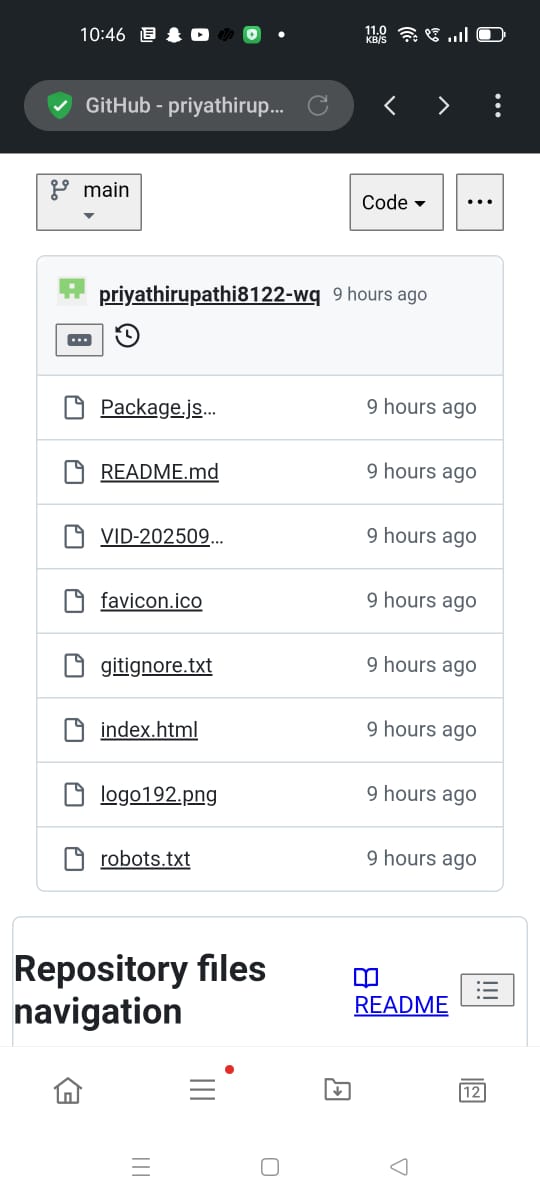 10:46
11.0
KB/S
GitHub - priyathirup...
main
Code
priyathirupathi8122-wq 9 hours ago
Package.js... 9 hours ago
README.md 9 hours ago
VID-202509... 9 hours ago
favicon.ico 9 hours ago
gitignore.txt 9 hours ago
index.html 9 hours ago
logo192.png 9 hours ago
robots.txt 9 hours ago
Repository files
navigation
README
12